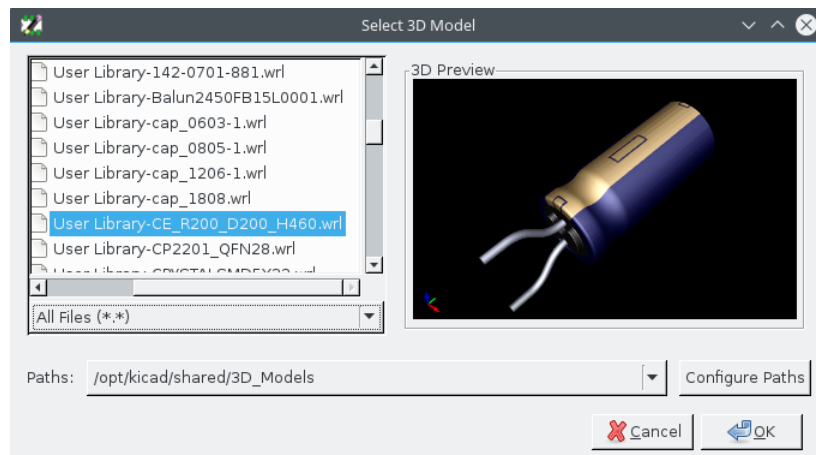 Select 3D Model
User Library-142-0701-881.wrl
User Library-Balun2450FB15L0001.wrl
User Library-cap_0603-1.wrl
User Library-cap_0805-1.wrl
User Library-cap_1206-1.wrl
User Library-cap_1808.wrl
User Library-CE_R200_D200_H460.wrl
User Library-CP2201_QFN28.wrl
All Files (*.*)
3D Preview
Paths: /opt/kicad/shared/3D_Models
Configure Paths
Cancel
OK